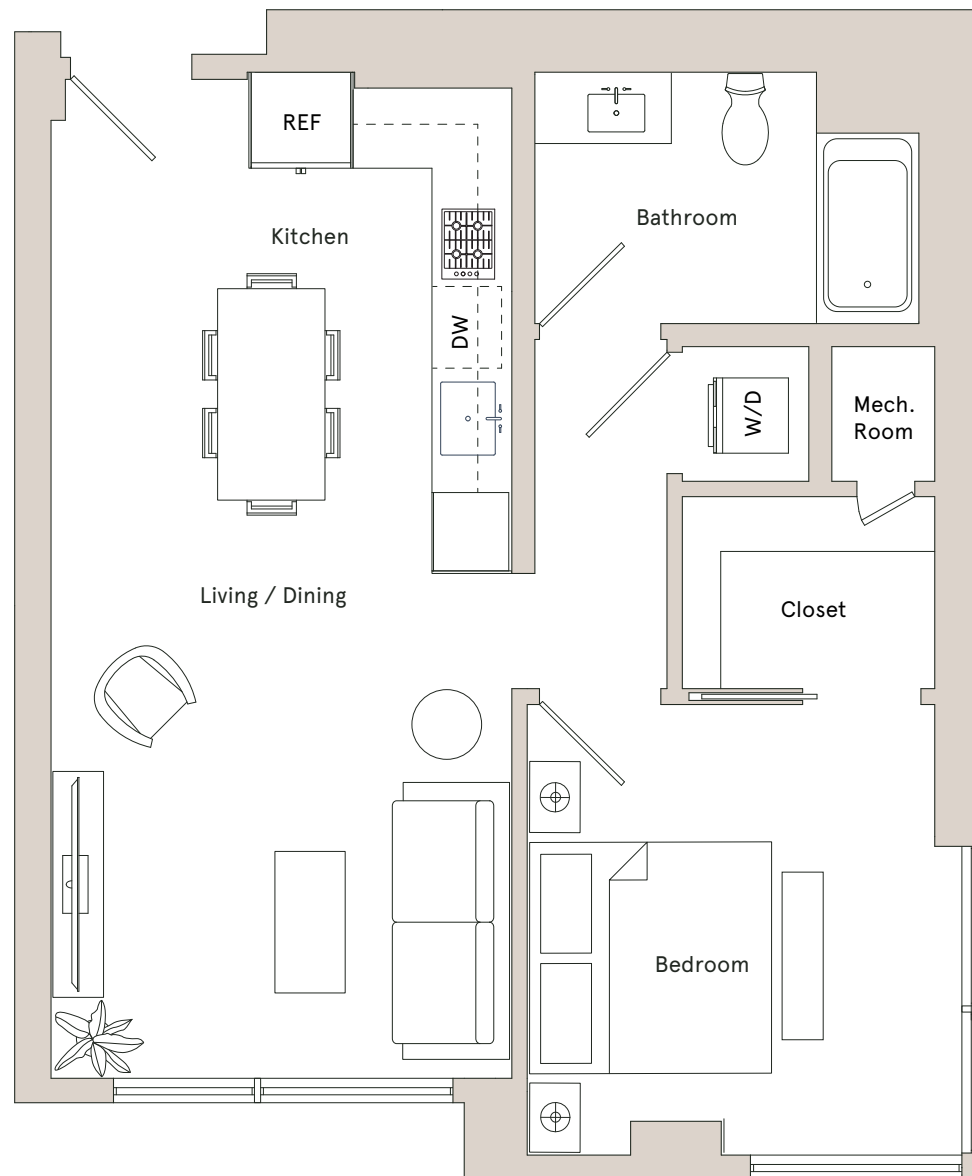 REF
Kitchen
Bathroom
DW
W/D
Mech.
Room
Living / Dining
Closet
Bedroom